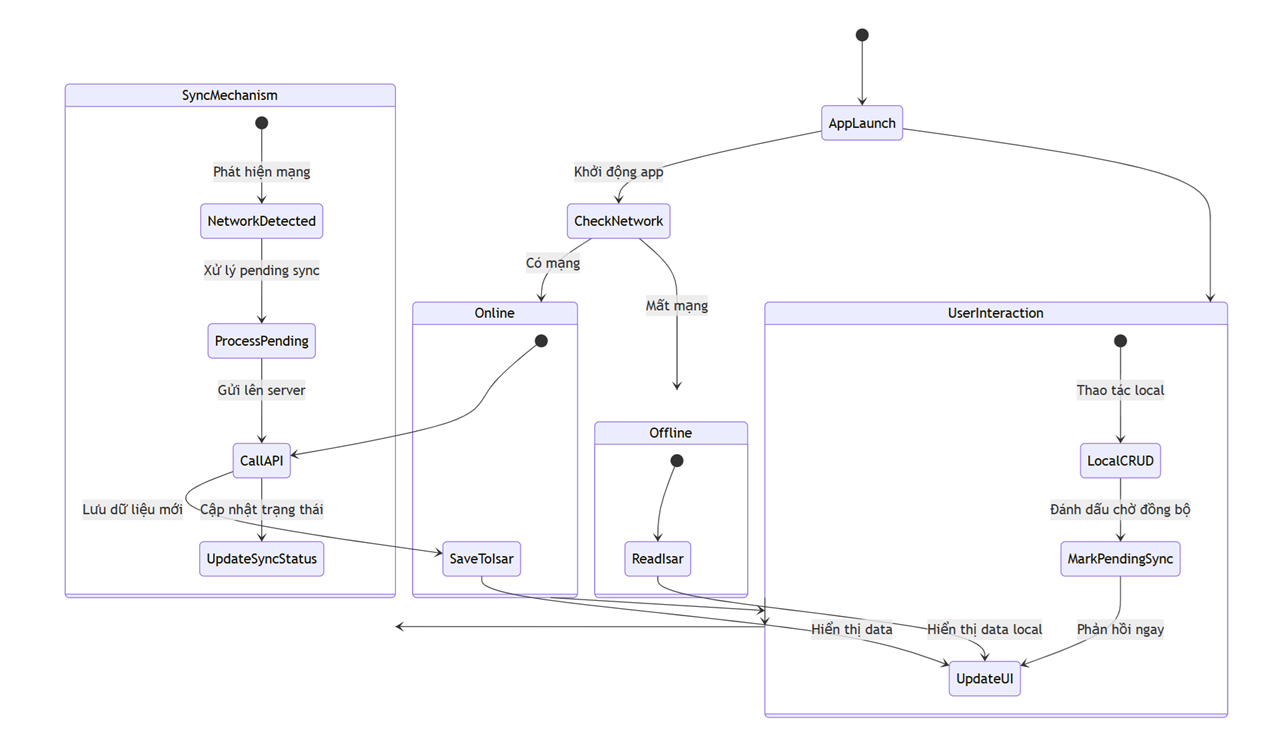 AppLaunch
SyncMechanism
Phát hiện mạng
Khởi động app
NetworkDetected
CheckNetwork
Xử lý pending sync
Có mạng
Mất mạng
Online
UserInteraction
ProcessPending
Gửi lên server
Thao tác local
Offline
CallAPI
LocalCRUD
Lưu dữ liệu mới
Cập nhật trạng thái
Đánh dấu chờ đồng bộ
UpdateSyncStatus
SaveToIsar
ReadIsar
MarkPendingSync
Hiển thị data
Hiển thị data local
Phản hồi ngay
UpdateUI